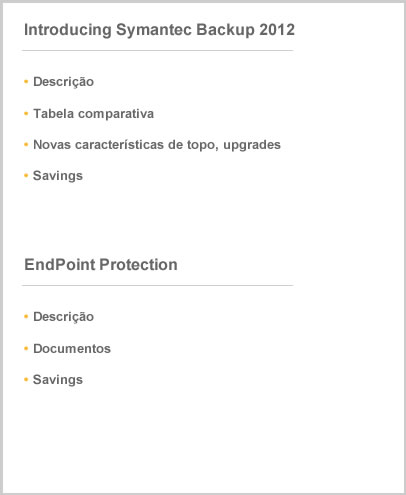 Introducing Symantec Backup 2012
• Descrição
• Tabela comparativa
• Novas características de topo, upgrades
• Savings
EndPoint Protection
• Descrição
• Documentos
• Savings